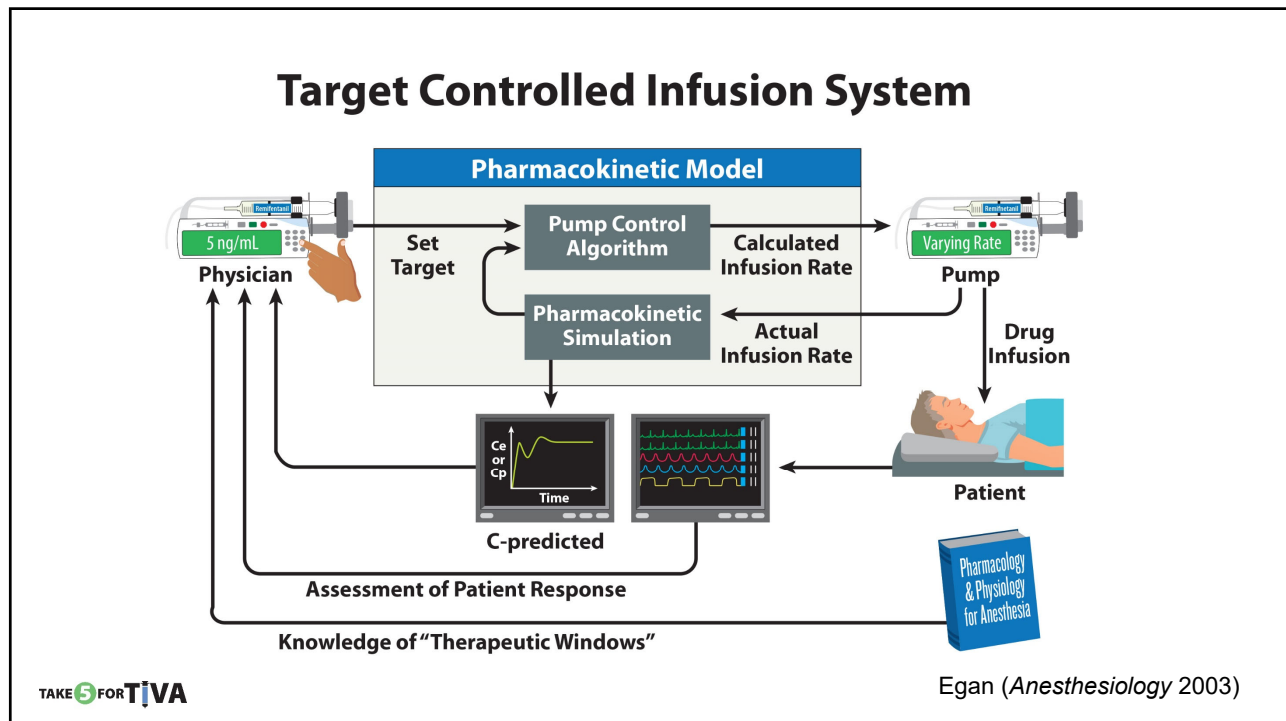 Target Controlled Infusion System
Pharmacokinetic Model
Remifentanil
5 ng/mL
Physician
Set
Target
Pump Control
Algorithm
Calculated
Infusion Rate
Remifnetanil
Varying Rate
Pump
Pharmacokinetic
Simulation
Actual
Infusion Rate
Drug
Infusion
Ce
or
Cp
Time
C-predicted
Patient
Assessment of Patient Response
Knowledge of “Therapeutic Windows”
Pharmacology
& Physiology
for Anesthesia
TAKE 5 FOR TIVA
Egan (Anesthesiology 2003)